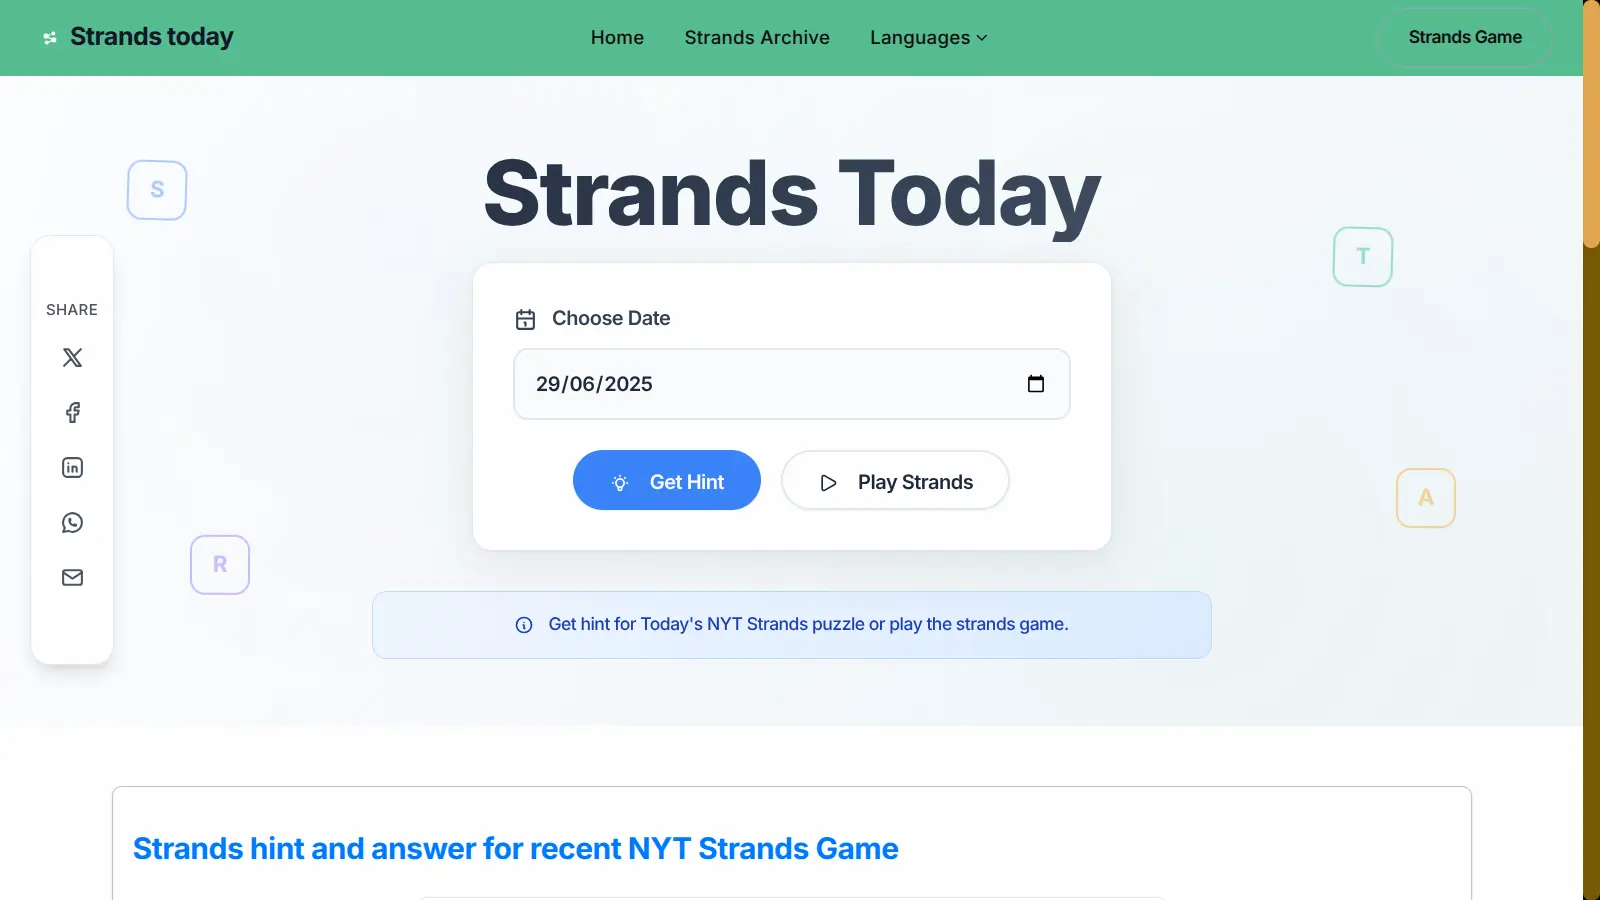 Strands today
Home
Strands Archive
Languages
Strands Game
Strands Today
S
T
SHARE
Choose Date
29/06/2025
Get Hint
Play Strands
A
R
Get hint for Today's NYT Strands puzzle or play the strands game.
Strands hint and answer for recent NYT Strands Game